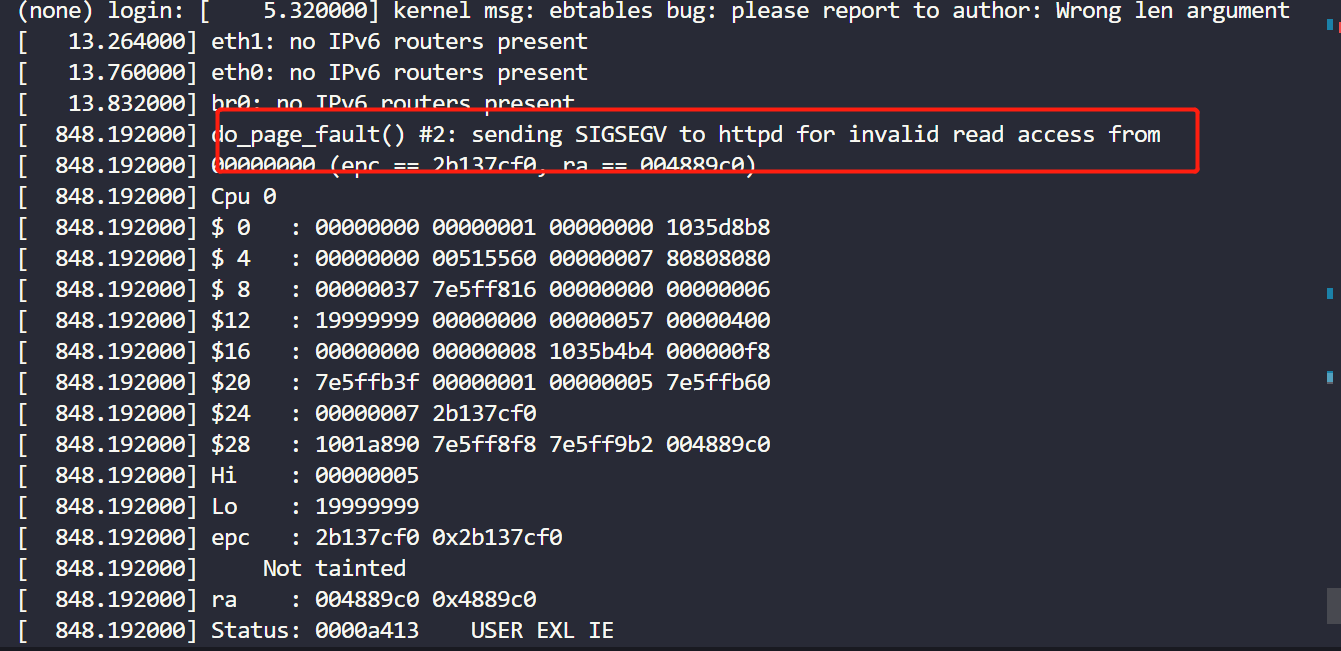 (none) login: [    5.320000] kernel msg: ebtables bug: please report to author: Wrong len argument
[   13.264000] eth1: no IPv6 routers present
[   13.760000] eth0: no IPv6 routers present
[   13.832000] br0: no IPv6 routers present
[  848.192000] do_page_fault() #2: sending SIGSEGV to httpd for invalid read access from
[  848.192000] 00000000 (epc == 2b137cf0, ra == 004889c0)
[  848.192000] Cpu 0
[  848.192000] $ 0   : 00000000 00000001 00000000 1035d8b8
[  848.192000] $ 4   : 00000000 00515560 00000007 80808080
[  848.192000] $ 8   : 00000037 7e5ff816 00000000 00000006
[  848.192000] $12   : 19999999 00000000 00000057 00000400
[  848.192000] $16   : 00000000 00000008 1035b4b4 000000f8
[  848.192000] $20   : 7e5ffb3f 00000001 00000005 7e5ffb60
[  848.192000] $24   : 00000007 2b137cf0
[  848.192000] $28   : 1001a890 7e5ff8f8 7e5ff9b2 004889c0
[  848.192000] Hi    : 00000005
[  848.192000] Lo    : 19999999
[  848.192000] epc   : 2b137cf0 0x2b137cf0
[  848.192000]     Not tainted
[  848.192000] ra    : 004889c0 0x4889c0
[  848.192000] Status: 0000a413    USER EXL IE